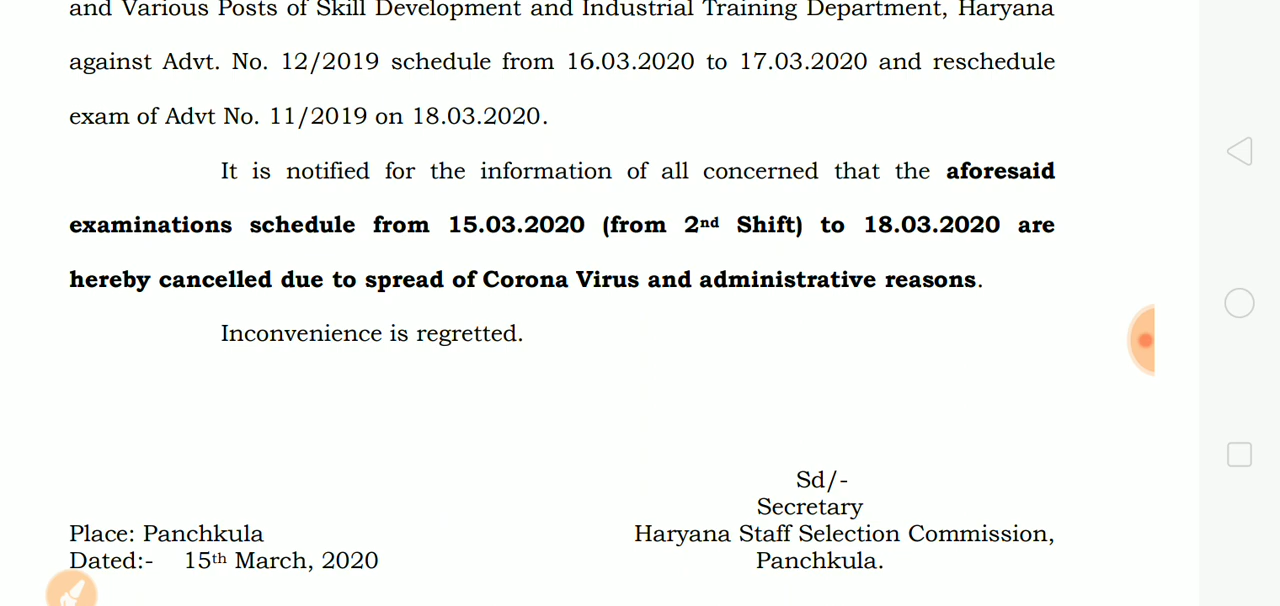 and Various Posts of Skill Development and Industrial Training Department, Haryana
against Advt. No. 12/2019 schedule from 16.03.2020 to 17.03.2020 and reschedule
exam of Advt No. 11/2019 on 18.03.2020.
It is notified for the information of all concerned that the aforesaid
examinations schedule from 15.03.2020 (from 2nd Shift) to 18.03.2020 are
hereby cancelled due to spread of Corona Virus and administrative reasons.
Inconvenience is regretted.
Sd/-
Secretary
Place: Panchkula Haryana Staff Selection Commission,
Dated:- 15th March, 2020 Panchkula.